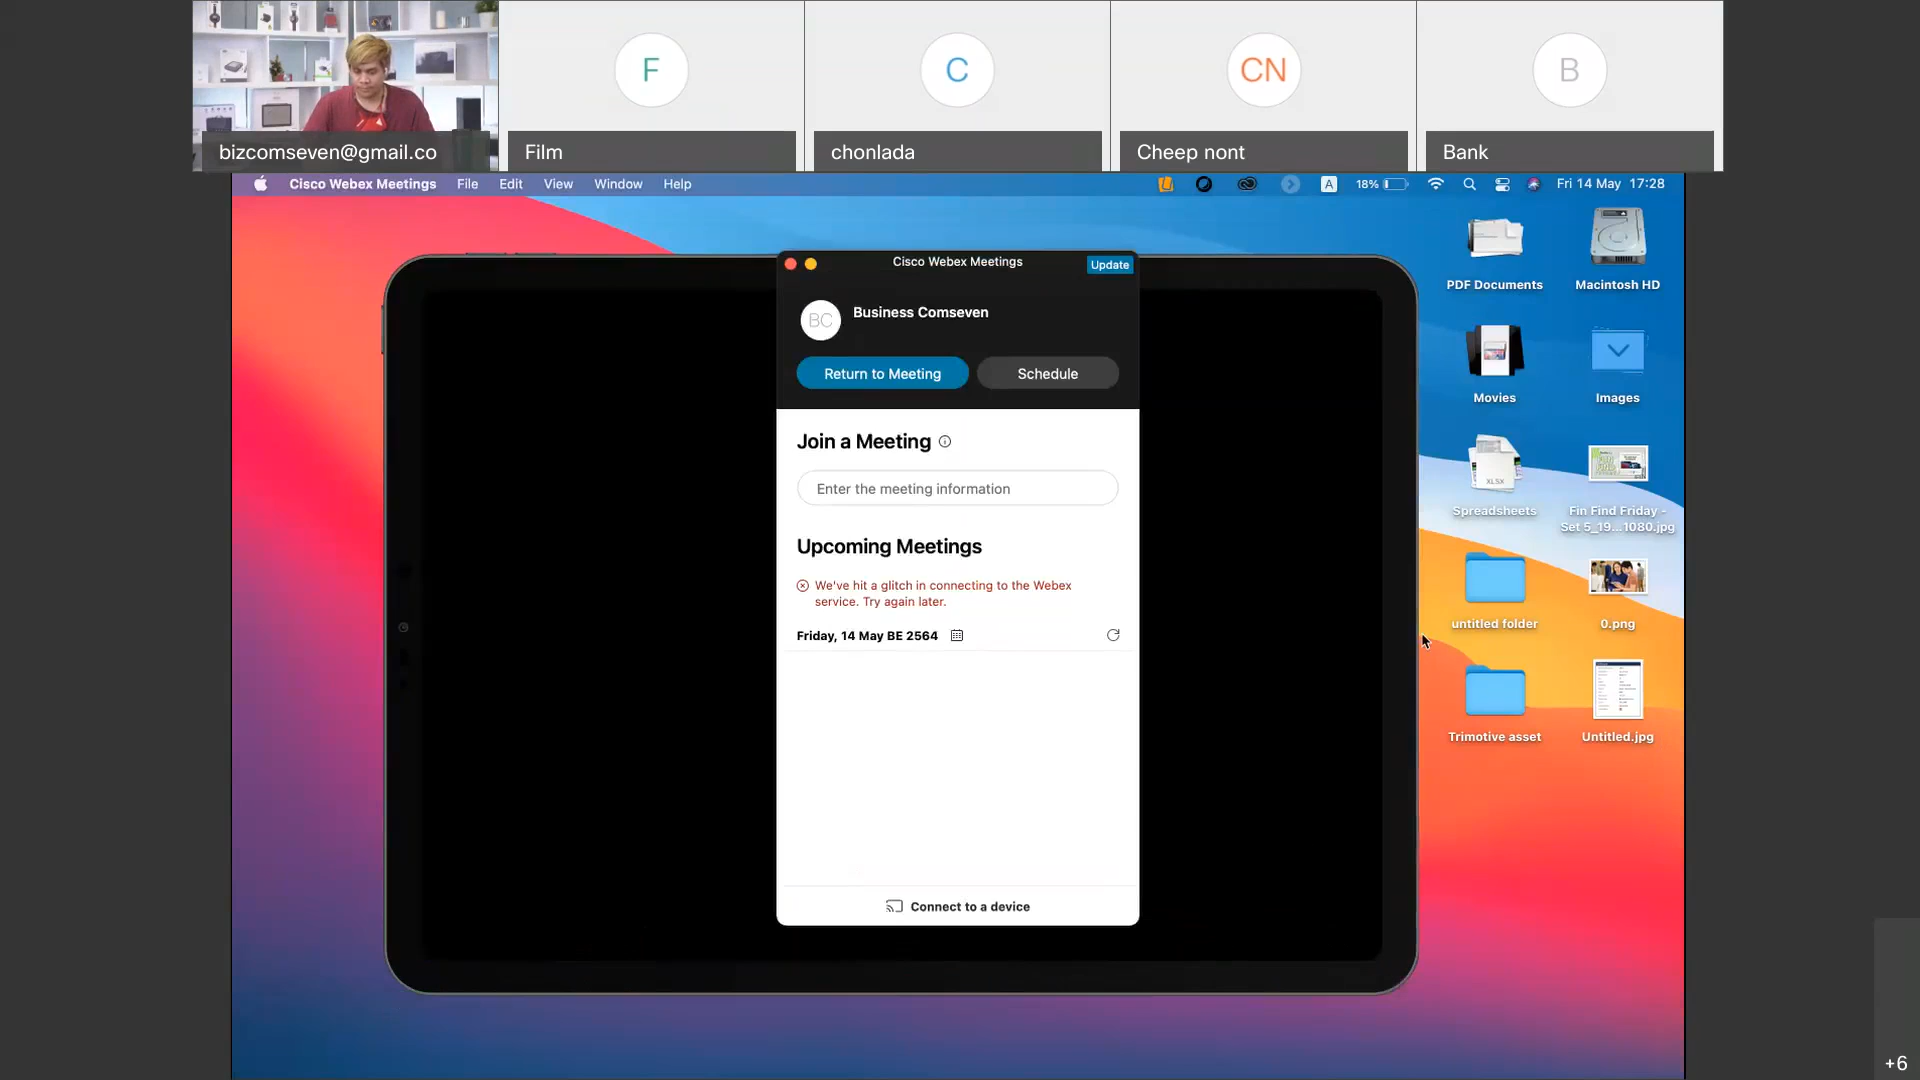 bizcomseven@gmail.co
F
Film
C
chonlada
CN
Cheep nont
B
Bank
Cisco Webex Meetings File Edit View Window Help
A 18% Fri 14 May 17:28
Cisco Webex Meetings
Update
BC
Business Comseven
Return to Meeting
Schedule
Join a Meeting
Enter the meeting information
Upcoming Meetings
We've hit a glitch in connecting to the Webex
service. Try again later.
Friday, 14 May BE 2564
Connect to a device
PDF Documents
Macintosh HD
Movies
Images
XLSX
Spreadsheets
Fin Find Friday -
Set 5_19...1080.jpg
untitled folder
0.png
Trimotive asset
Untitled.jpg
+6